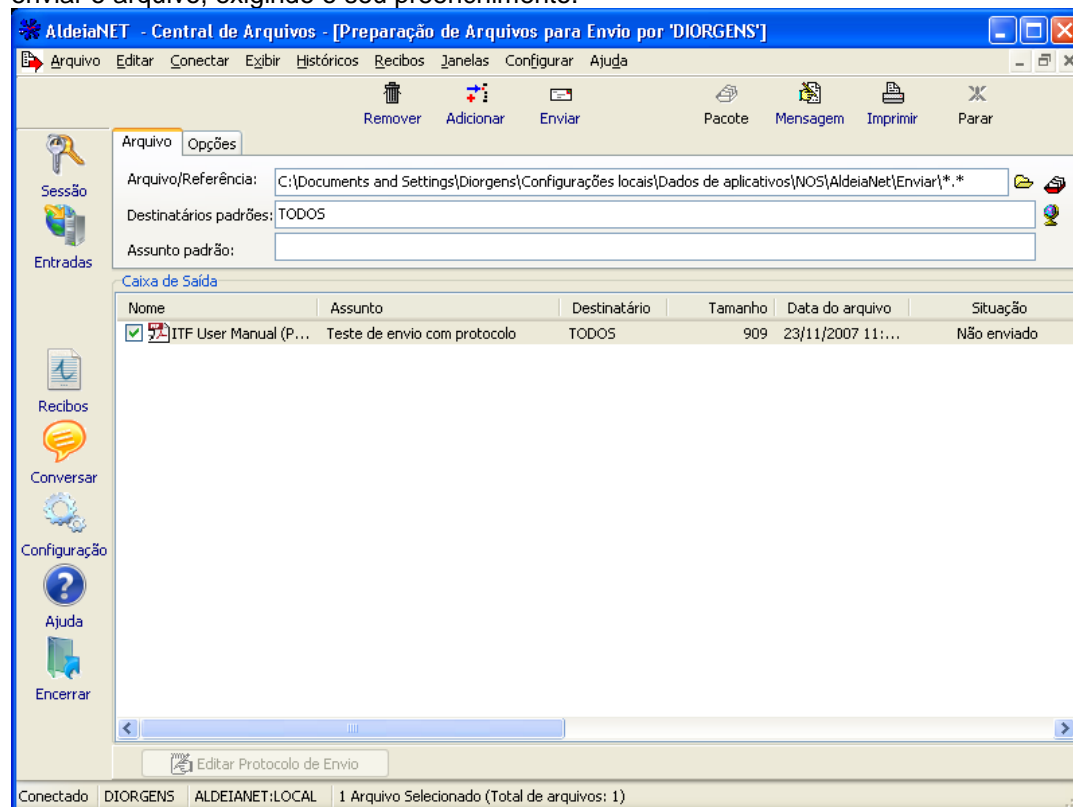 enviar o arquivo, exigindo o seu preenchimento.
AldeiaNET - Central de Arquivos - [Preparação de Arquivos para Envio por 'DIORGENS']
Arquivo Editar Conectar Exibir Históricos Recibos Janelas Configurar Ajuda
Remover Adicionar Enviar Pacote Mensagem Imprimir Parar
Sessão
Entradas
Recibos
Conversar
Configuração
Ajuda
Encerrar
Arquivo Opções
Arquivo/Referência: C:\Documents and Settings\Diorgens\Configurações locais\Dados de aplicativos\NOS\AldeiaNet\Enviar\*.*
Destinatários padrões: TODOS
Assunto padrão:
Caixa de Saída
Nome Assunto Destinatário Tamanho Data do arquivo Situação
ITF User Manual (P... Teste de envio com protocolo TODOS 909 23/11/2007 11:... Não enviado
Editar Protocolo de Envio
Conectado DIORGENS ALDEIANET:LOCAL 1 Arquivo Selecionado (Total de arquivos: 1)